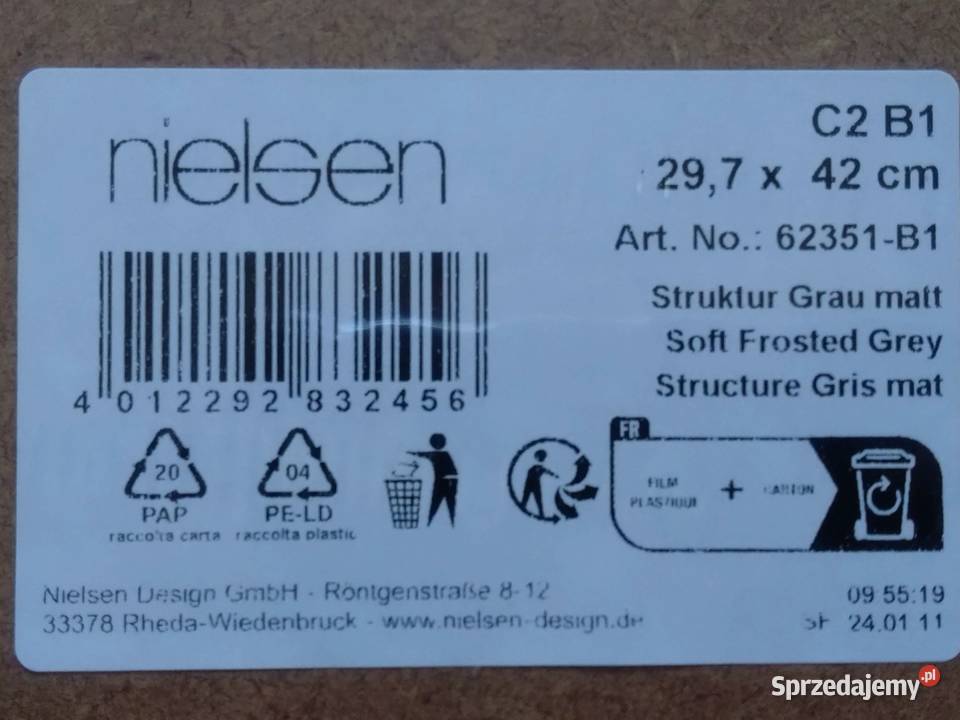 nielsen
C2 B1
29,7 x 42 cm
Art. No.: 62351-B1
Struktur Grau matt
Soft Frosted Grey
Structure Gris mat
4 012292 832456
20
PAP
raccolta carta
04
PE-LD
raccolta plastic
FR
FILM
PLASTIQUE
+
CARTON
Nielsen Design GmbH - Röntgenstraße 8-12
33378 Rheda-Wiedenbruck - www.nielsen-design.de
09:55:19
24.01.11
Sprzedajemy.pl